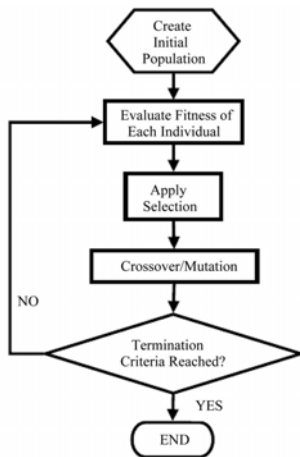 Create
Initial
Population
Evaluate Fitness of
Each Individual
Apply
Selection
Crossover/Mutation
NO
Termination
Criteria Reached?
YES
END